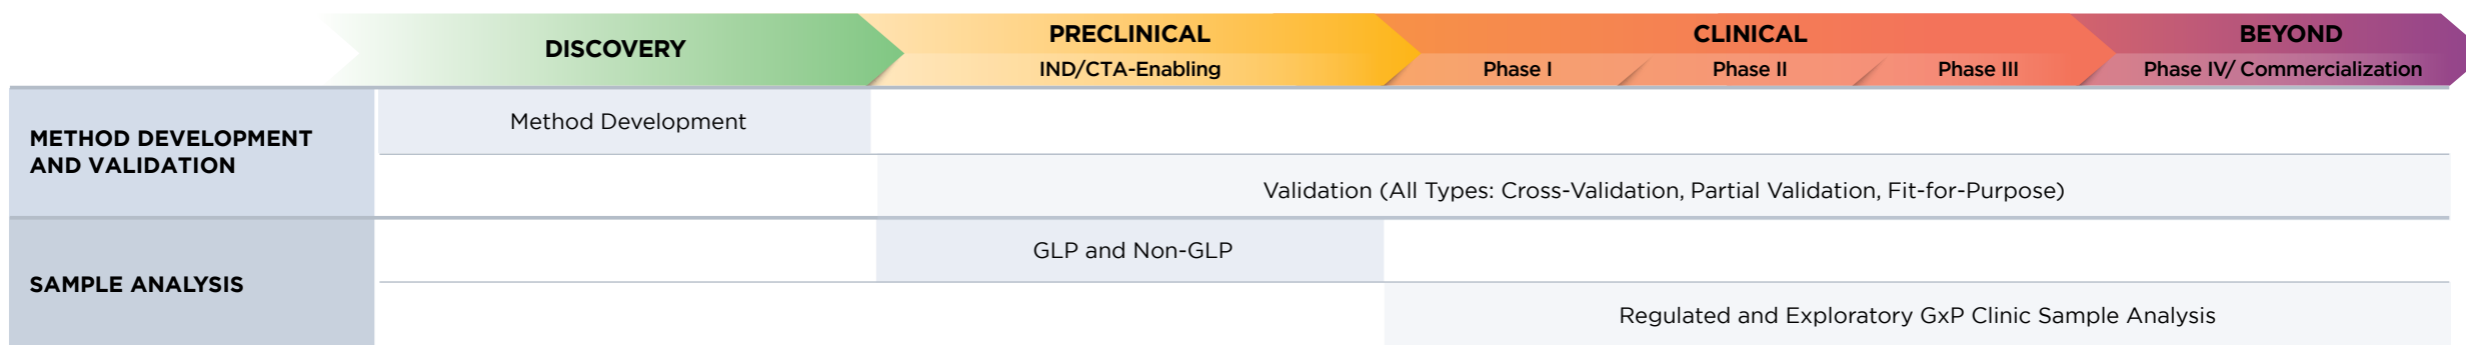 DISCOVERY
PRECLINICAL
IND/CTA-Enabling
CLINICAL
Phase I
Phase II
Phase III
BEYOND
Phase IV/ Commercialization
METHOD DEVELOPMENT
AND VALIDATION
Method Development
Validation (All Types: Cross-Validation, Partial Validation, Fit-for-Purpose)
SAMPLE ANALYSIS
GLP and Non-GLP
Regulated and Exploratory GxP Clinic Sample Analysis